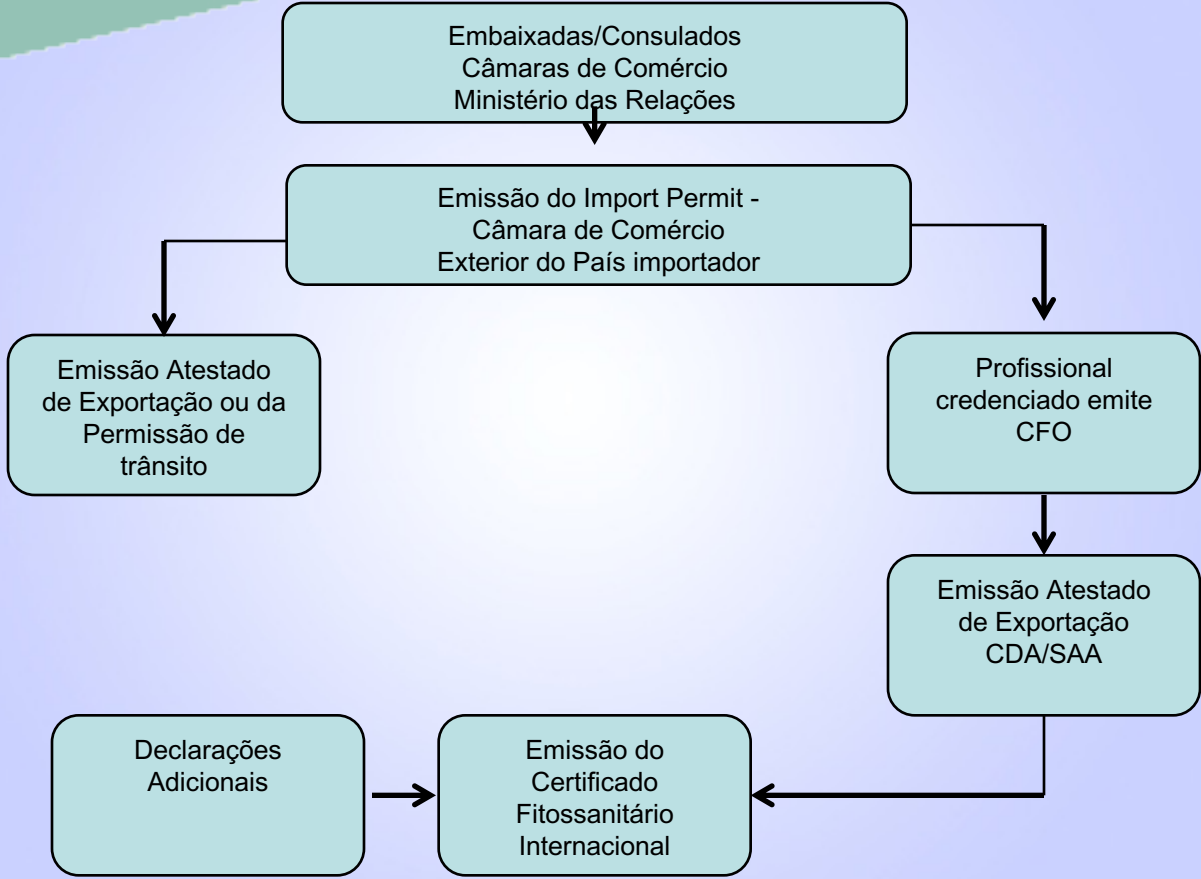 Embaixadas/Consulados
Câmaras de Comércio
Ministério das Relações
Emissão do Import Permit -
Câmara de Comércio
Exterior do País importador
Emissão Atestado
de Exportação ou da
Permissão de
trânsito
Profissional
credenciado emite
CFO
Emissão Atestado
de Exportação
CDA/SAA
Declarações
Adicionais
Emissão do
Certificado
Fitossanitário
Internacional